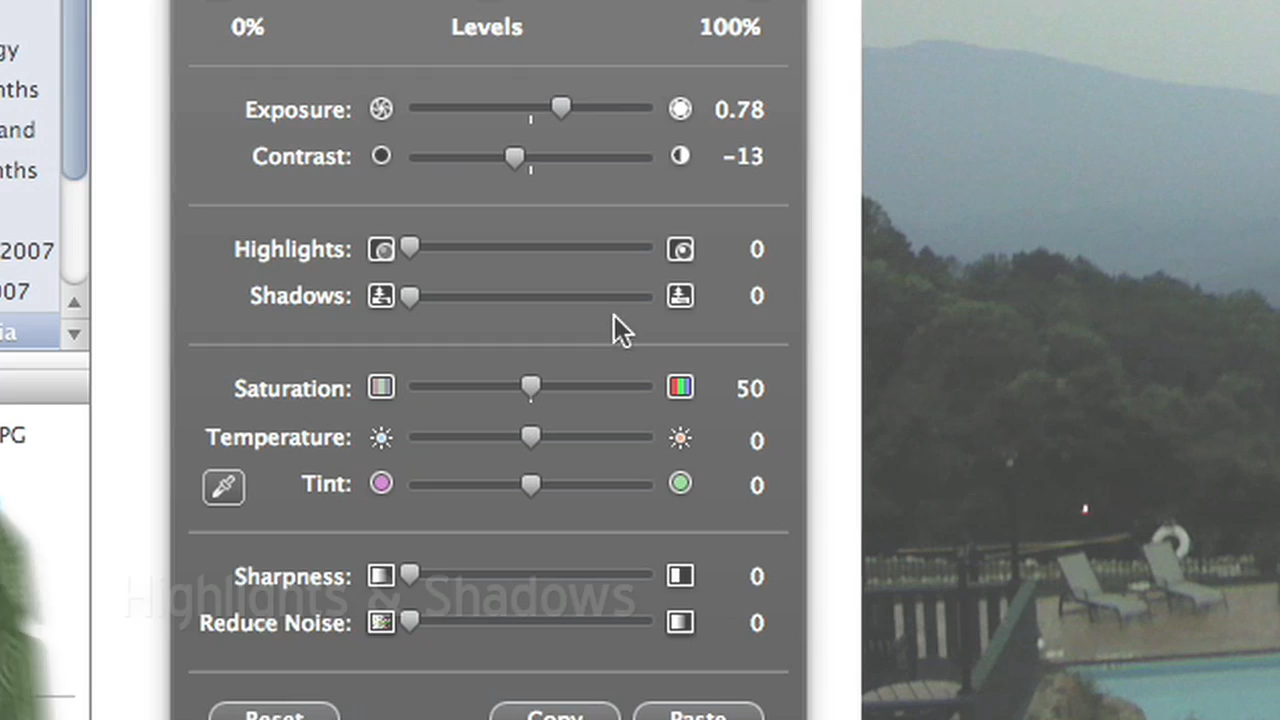 0% Levels 100%
gy
nths
and
nths
2007
007
ia
PG
Exposure: 0.78
Contrast: -13
Highlights: 0
Shadows: 0
Saturation: 50
Temperature: 0
Tint: 0
Sharpness: 0
Highlights & Shadows
Reduce Noise: 0
Reset Copy Paste